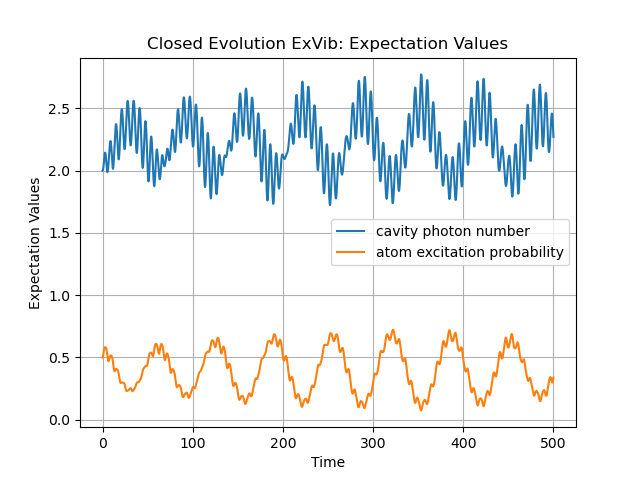 Closed Evolution ExVib: Expectation Values
Expectation Values
2.5
2.0
1.5
1.0
0.5
0.0
cavity photon number
atom excitation probability
0 100 200 300 400 500
Time